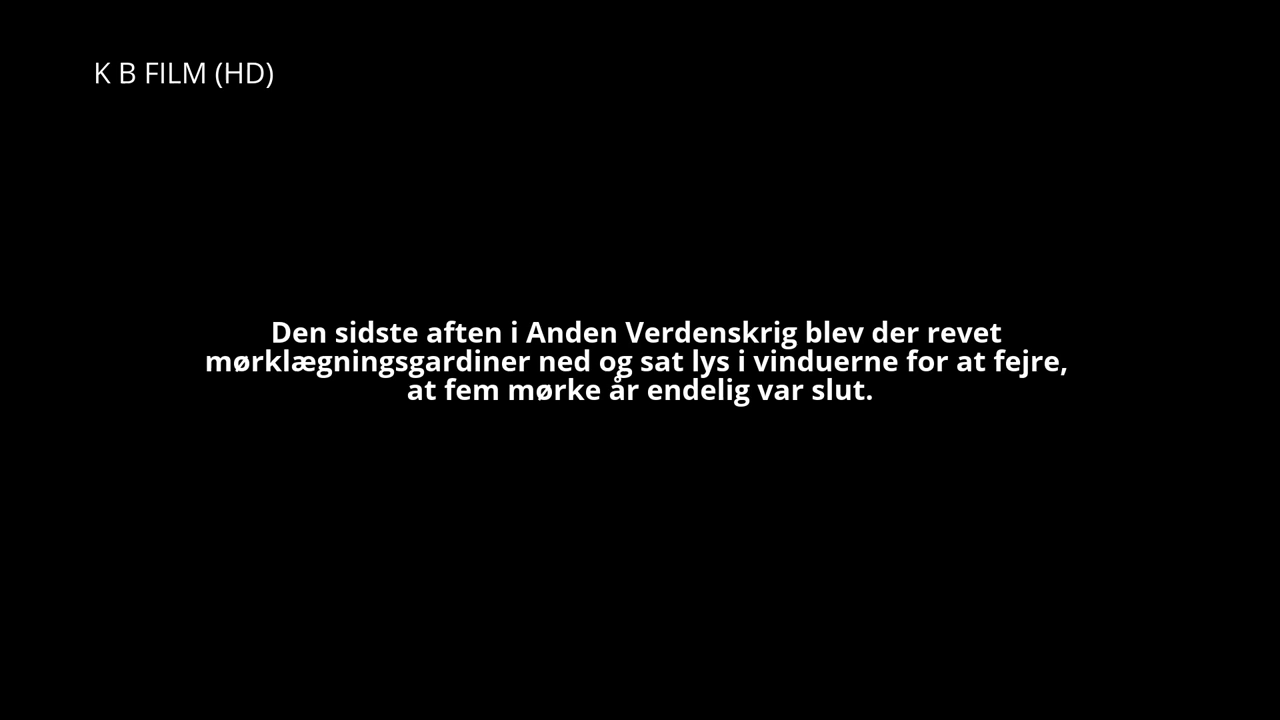 K B FILM (HD)
Den sidste aften i Anden Verdenskrig blev der revet
mørklægningsgardiner ned og sat lys i vinduerne for at fejre,
at fem mørke år endelig var slut.